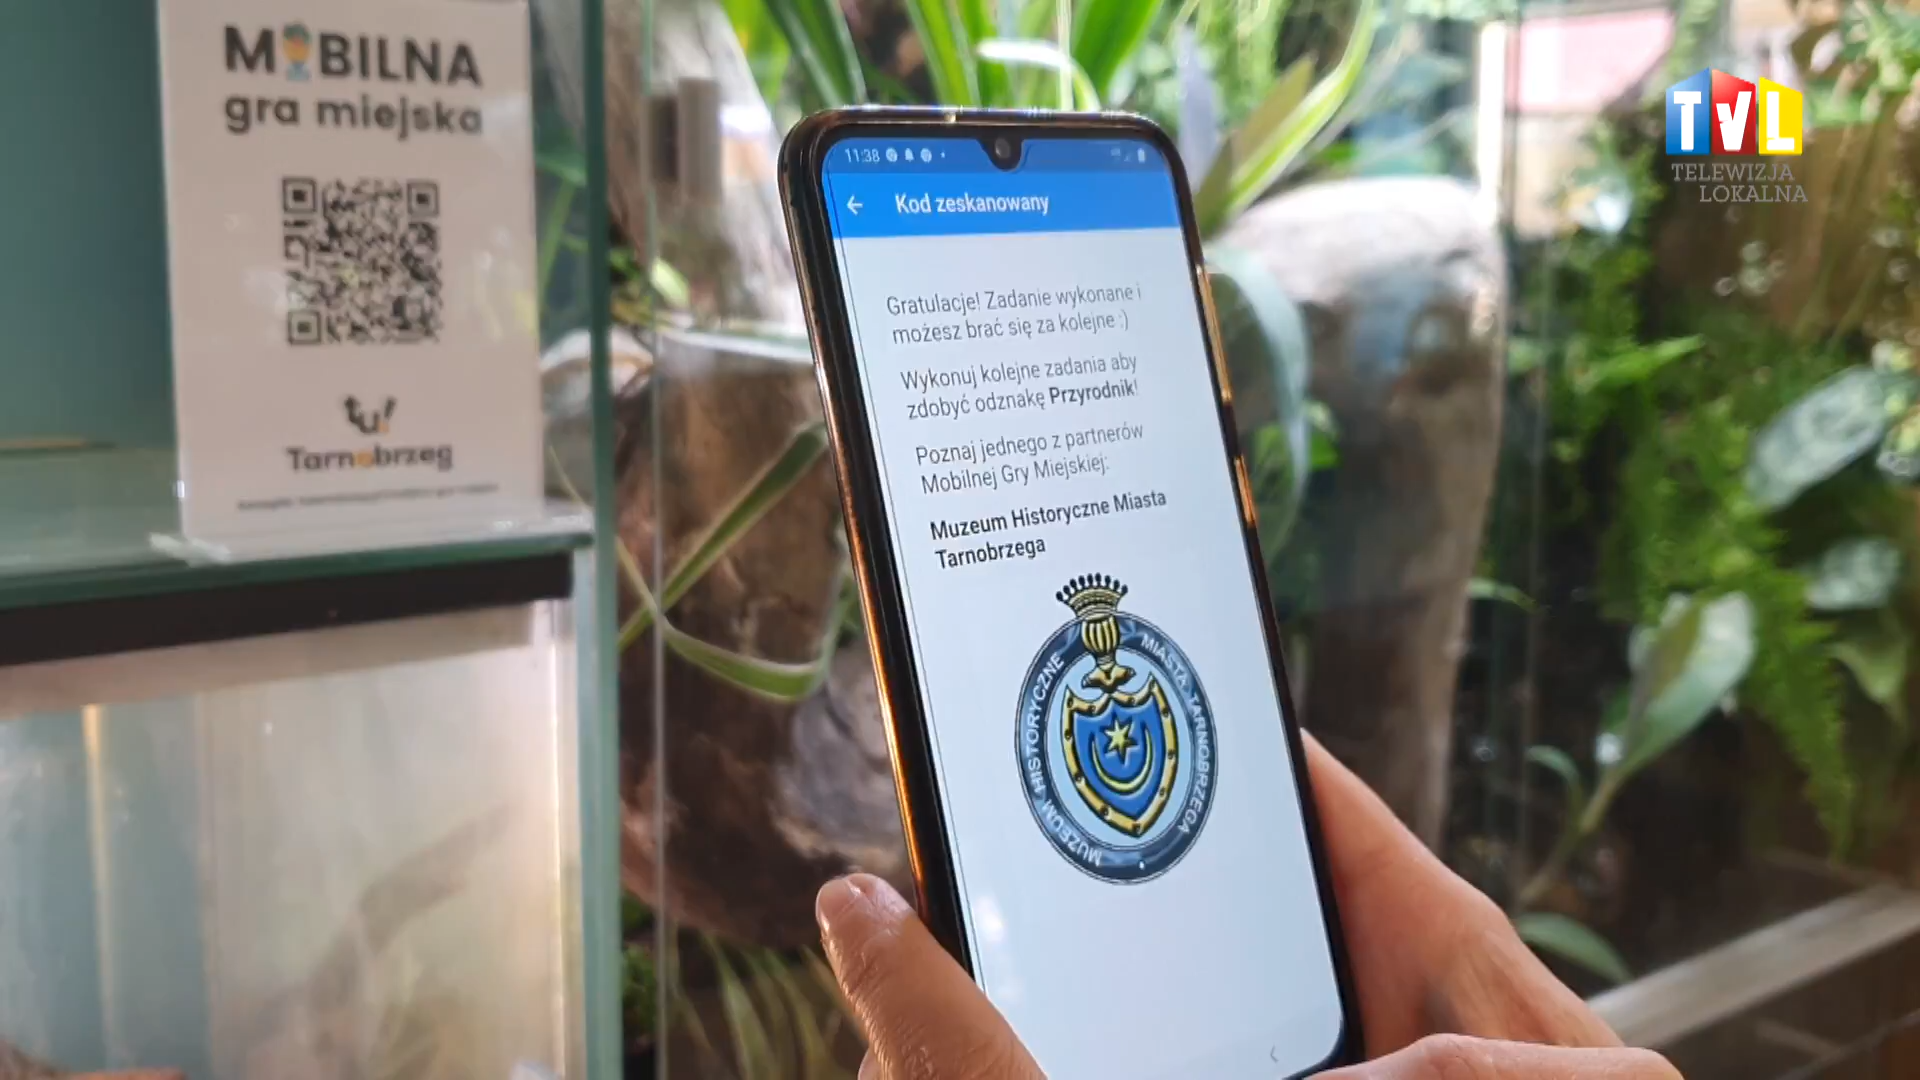 MOBILNA
gra miejska
tu!
Tarnobrzeg
11:38
Kod zeskanowany
Gratulacje! Zadanie wykonane i
możesz brać się za kolejne :)
Wykonuj kolejne zadania aby
zdobyć odznakę Przyrodnik!
Poznaj jednego z partnerów
Mobilnej Gry Miejskiej:
Muzeum Historyczne Miasta
Tarnobrzega
MUZEUM HISTORYCZNE MIASTA TARNOBRZEGA
TVL
TELEWIZJA
LOKALNA